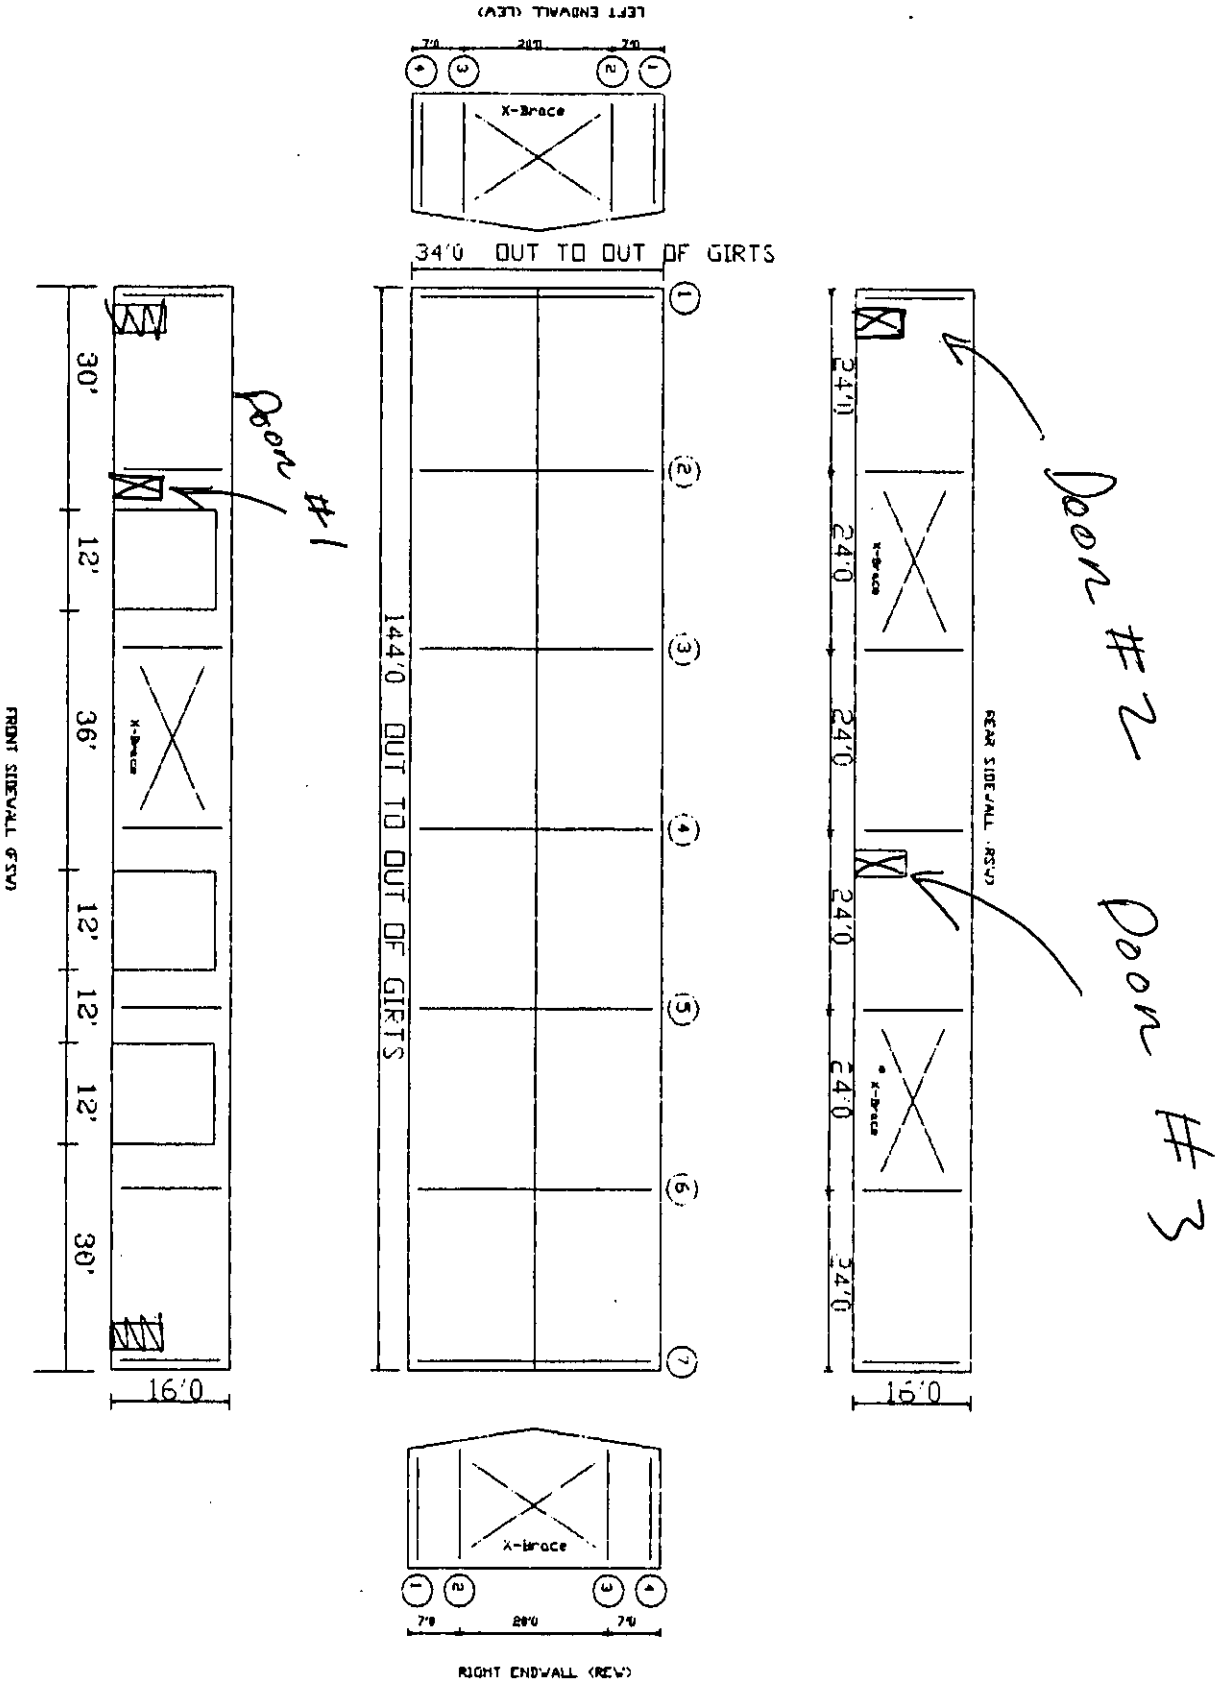 LEFT ENDWALL (LEW)
7'0 20'0 7'0
4 3 2 1
X-Brace
34'0 OUT TO OUT OF GIRTS
1
2
3
4
5
6
7
144'0 OUT TO OUT OF GIRTS
30'
12'
36'
12'
12'
12'
30'
X-Brace
16'0
FRONT SIDEWALL (FSW)
Door #1
24'0
24'0
24'0
24'0
24'0
24'0
X-Brace
X-Brace
16'0
REAR SIDEWALL (RSW)
Door #2
Door #3
X-Brace
1 2 3 4
7'0 20'0 7'0
RIGHT ENDWALL (REW)